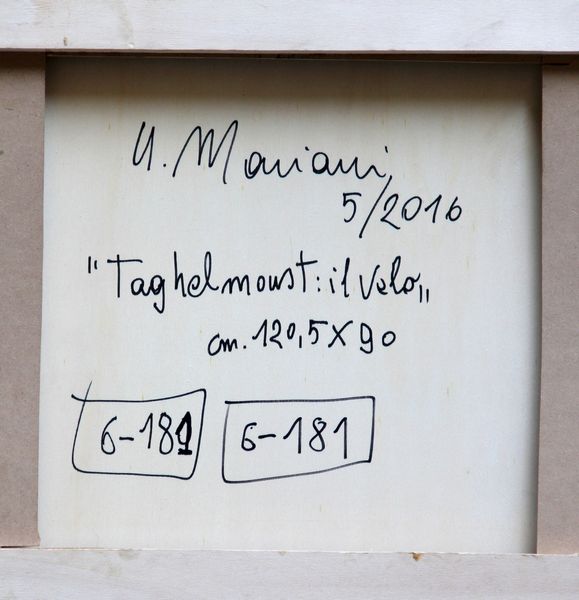 U. Mariani
5/2016
"Taghelmoust: il velo"
cm. 120,5 X 90
6-181 6-181